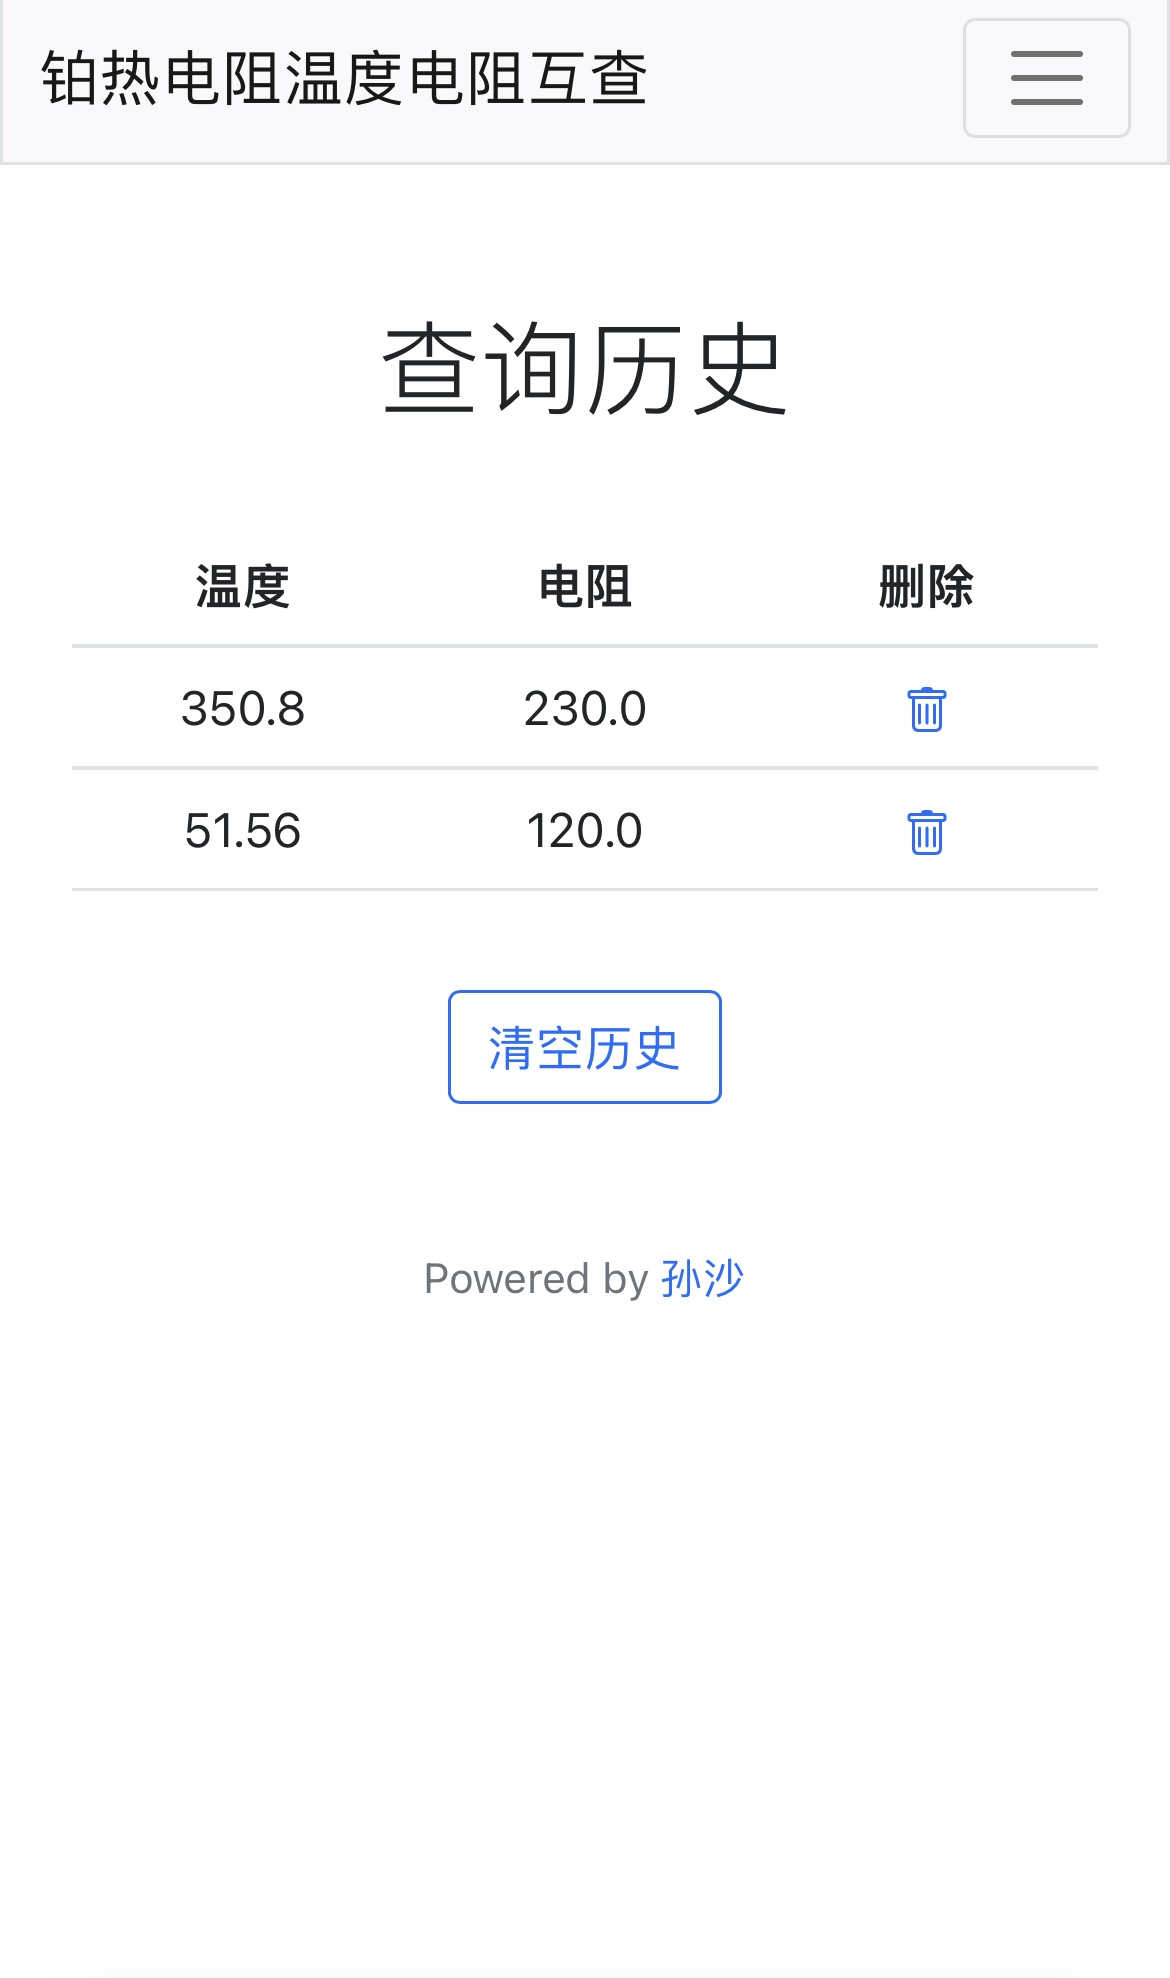 铂热电阻温度电阻互查
查询历史
温度 电阻 删除
350.8 230.0
51.56 120.0
清空历史
Powered by 孙沙